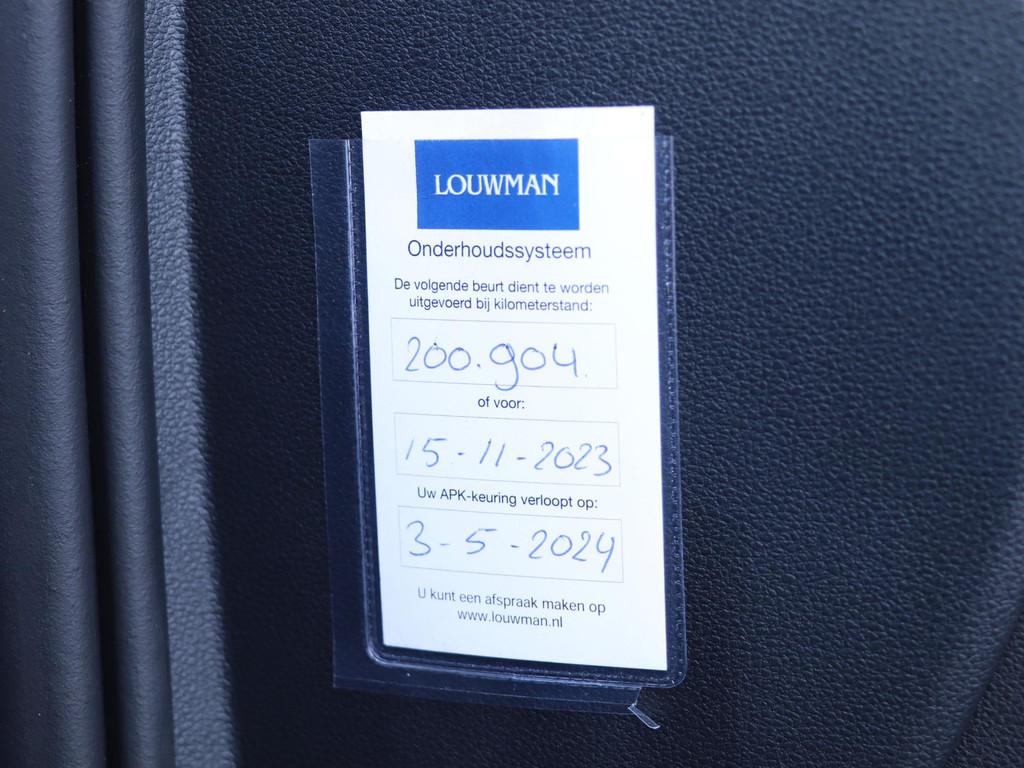 LOUWMAN
Onderhoudssysteem
De volgende beurt dient te worden
uitgevoerd bij kilometerstand:
200.904.
of voor:
15-11-2023
Uw APK-keuring verloopt op:
3-5-2024
U kunt een afspraak maken op
www.louwman.nl